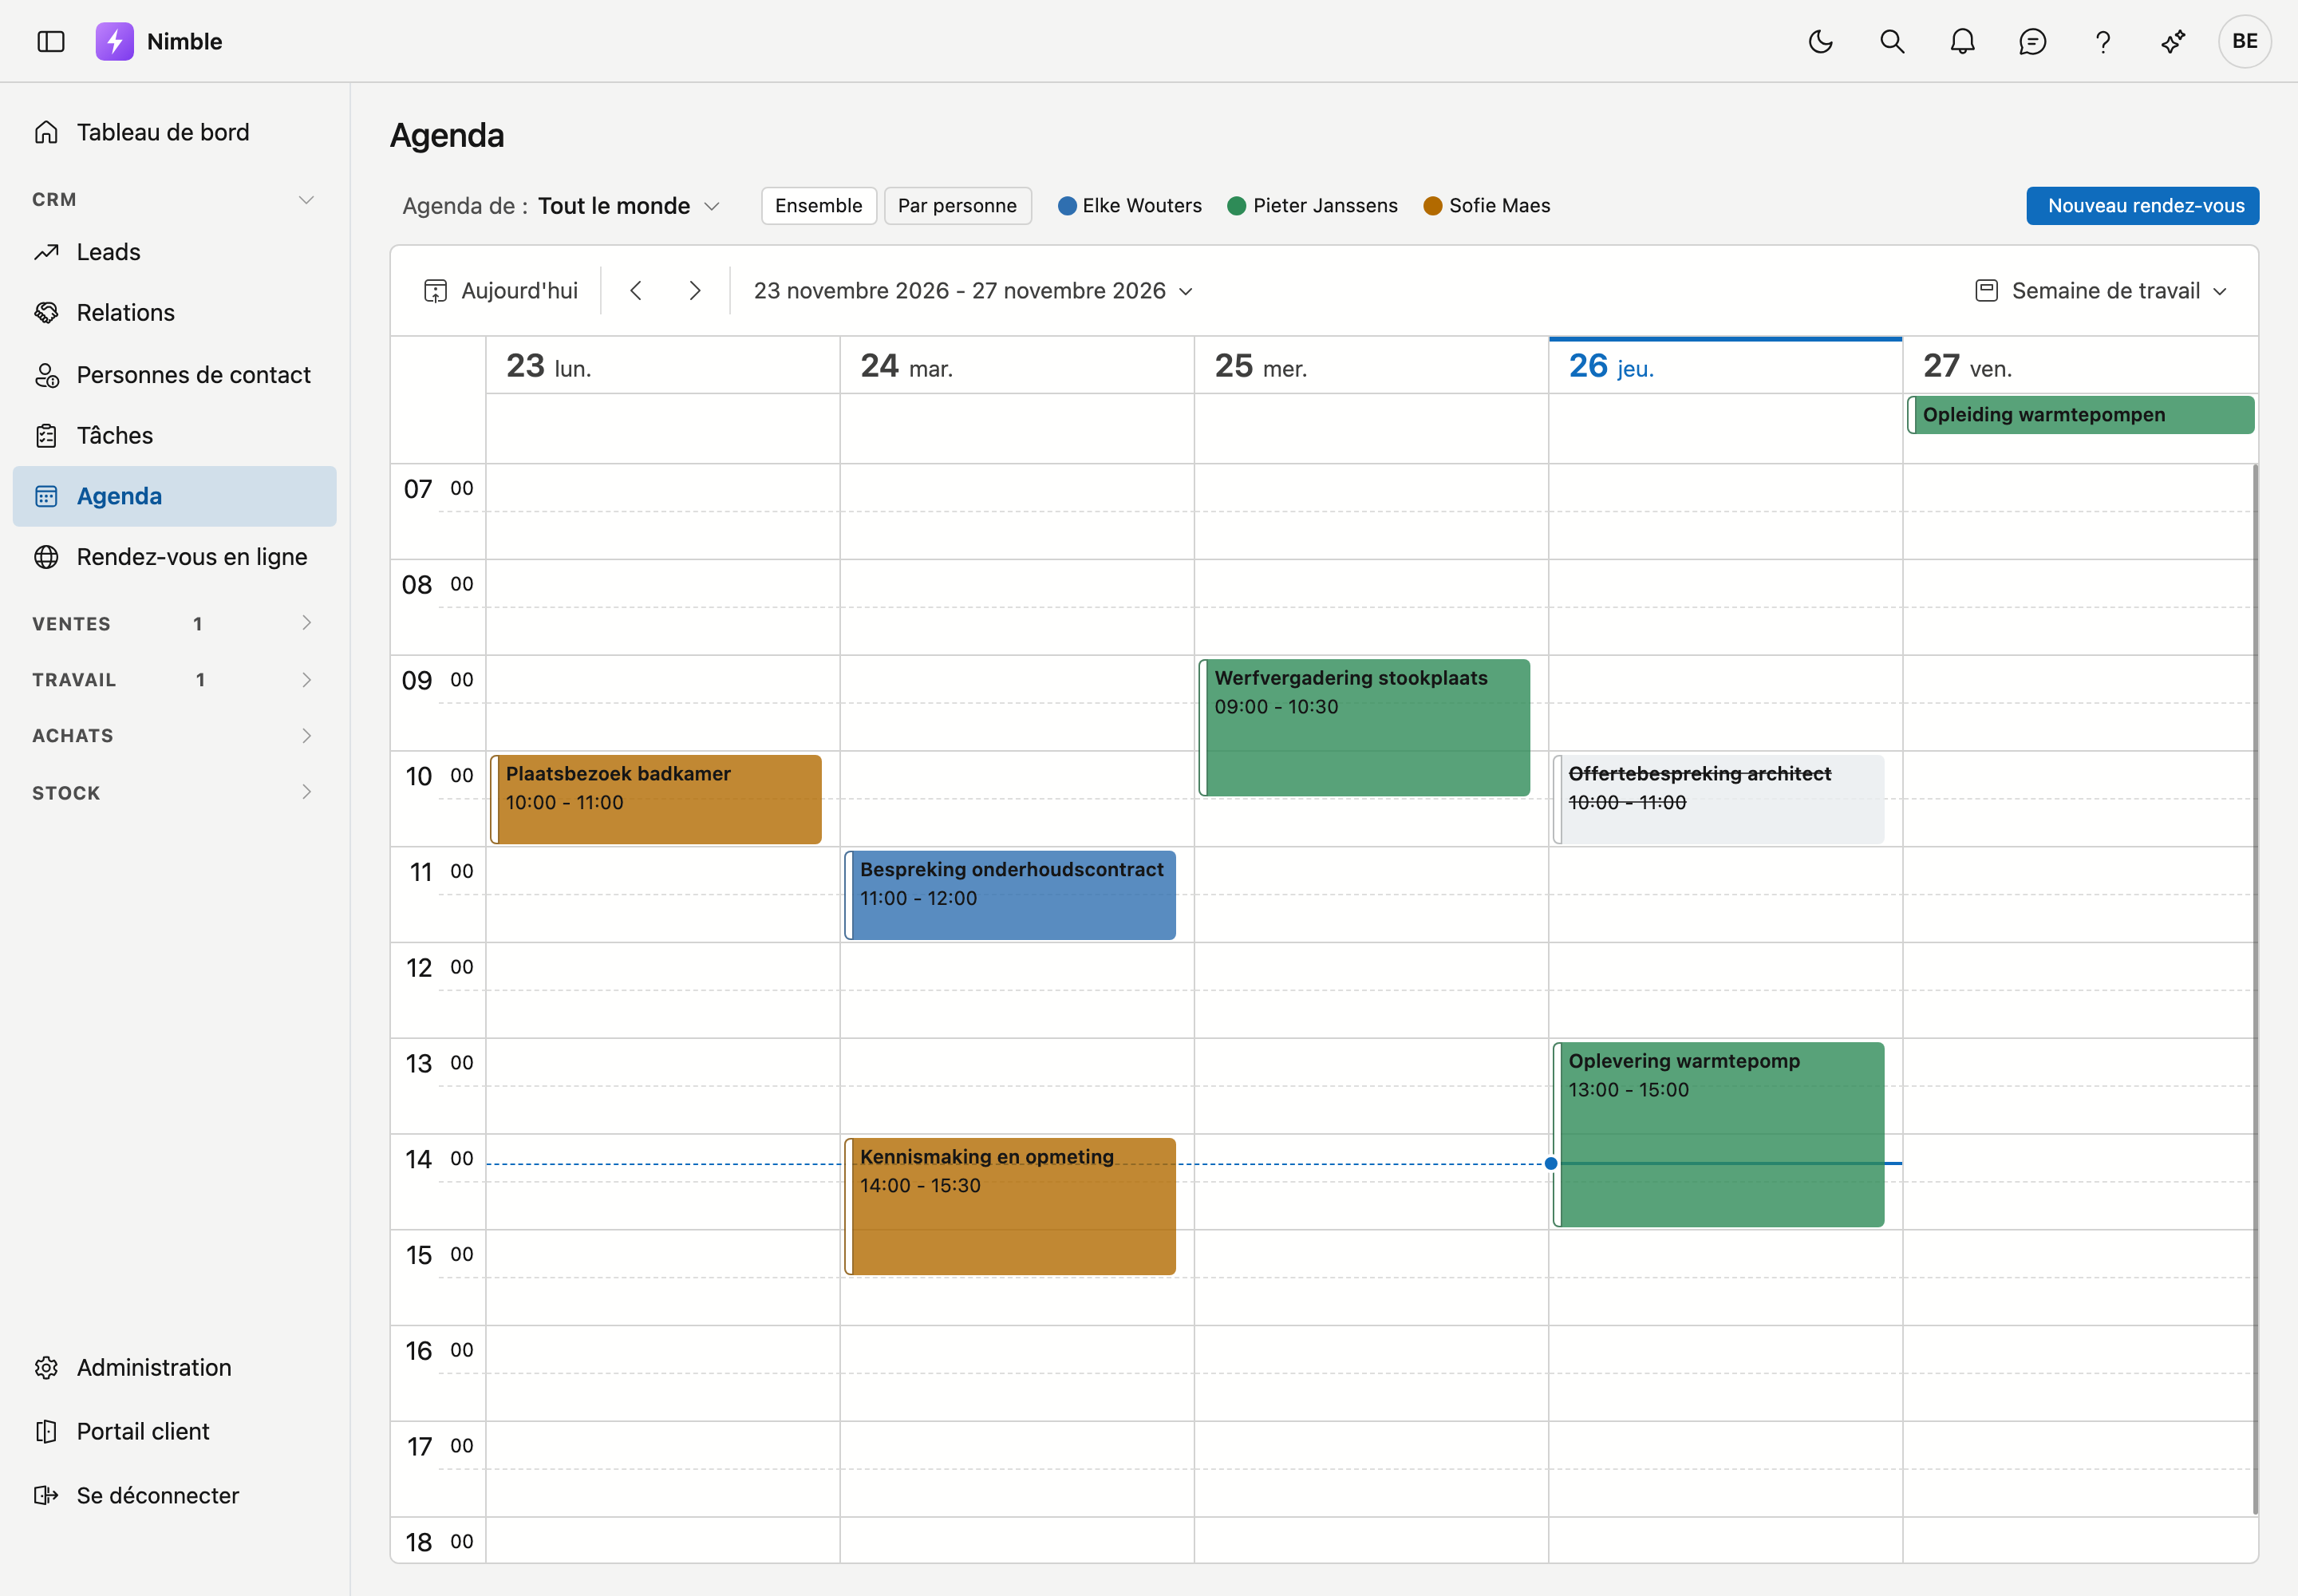 Nimble
BE
Tableau de bord
CRM
Leads
Relations
Personnes de contact
Tâches
Agenda
Rendez-vous en ligne
VENTES 1
TRAVAIL 1
ACHATS
STOCK
Administration
Portail client
Se déconnecter
Agenda
Agenda de : Tout le monde
Ensemble
Par personne
Elke Wouters
Pieter Janssens
Sofie Maes
Nouveau rendez-vous
Aujourd'hui
23 novembre 2026 - 27 novembre 2026
Semaine de travail
23 lun.
24 mar.
25 mer.
26 jeu.
27 ven.
Opleiding warmtepompen
07 00
08 00
09 00
Werfvergadering stookplaats
09:00 - 10:30
10 00
Plaatsbezoek badkamer
10:00 - 11:00
Offertebespreking architect
10:00 - 11:00
11 00
Bespreking onderhoudscontract
11:00 - 12:00
12 00
13 00
Oplevering warmtepomp
13:00 - 15:00
14 00
Kennismaking en opmeting
14:00 - 15:30
15 00
16 00
17 00
18 00